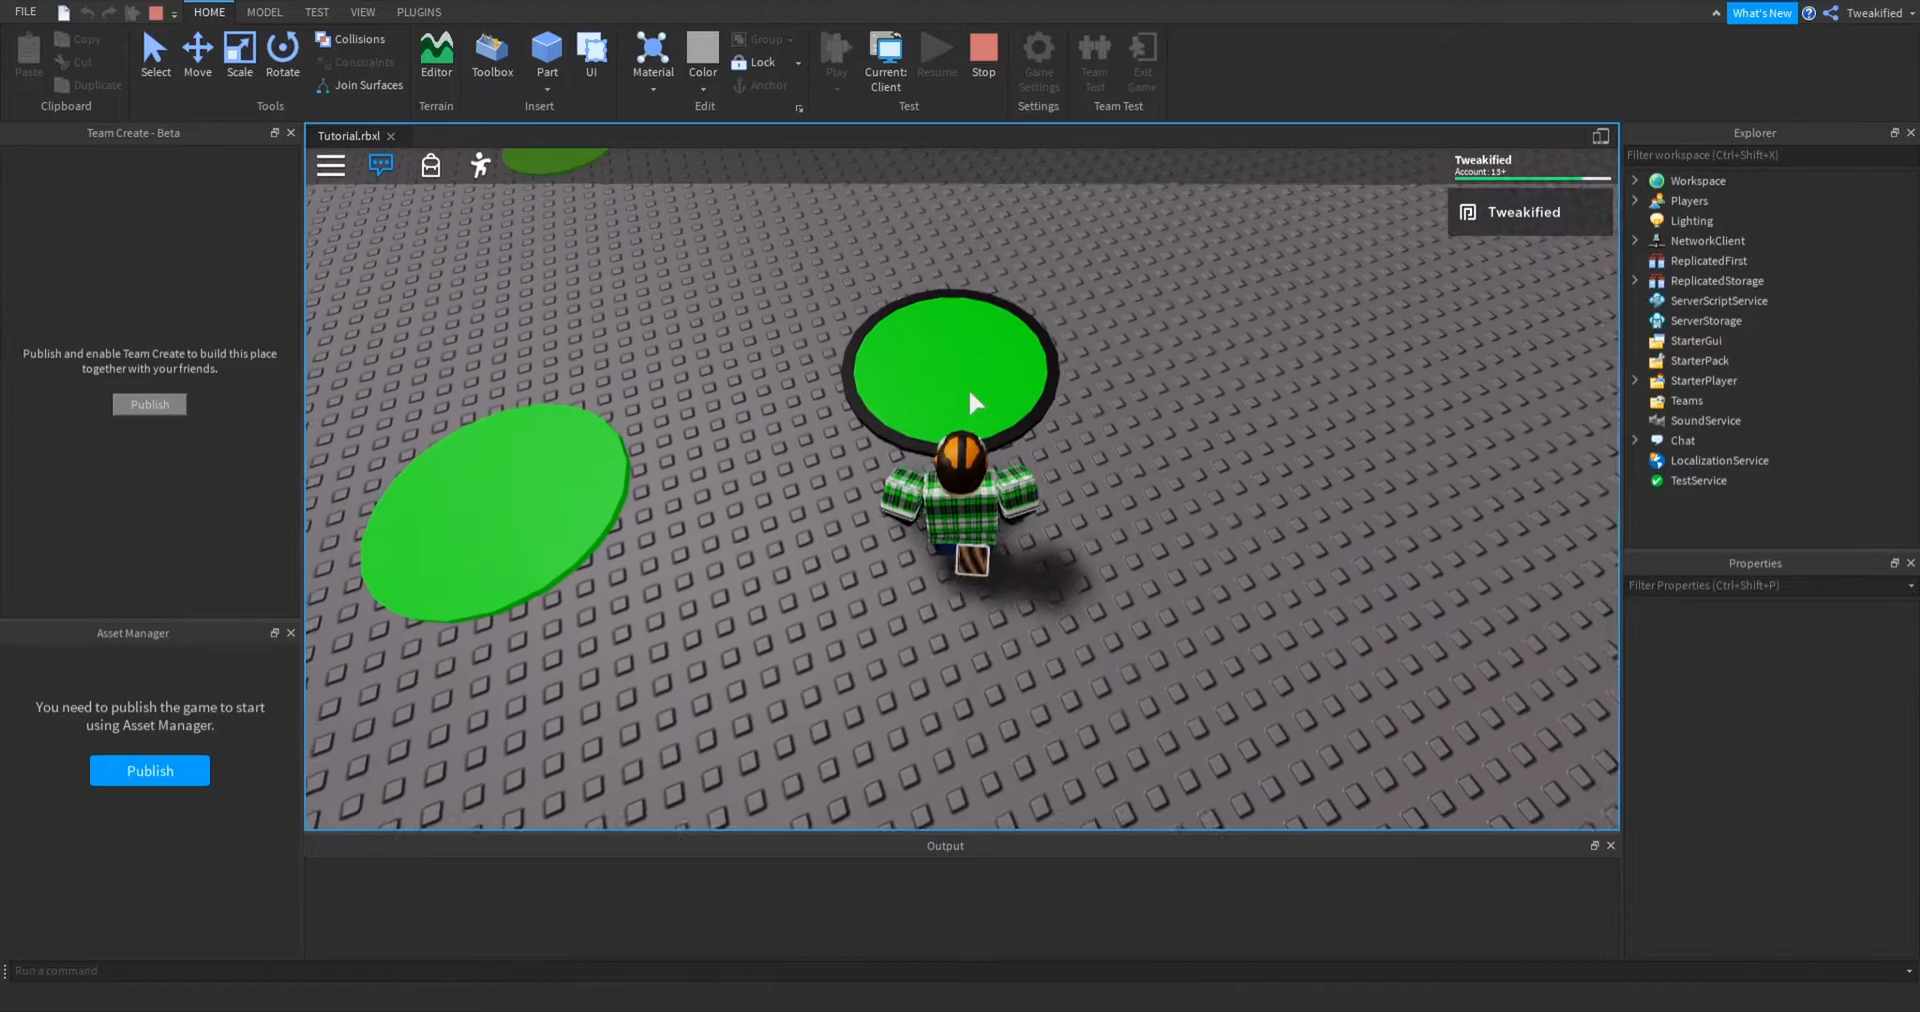 FILE
HOME
MODEL
TEST
VIEW
PLUGINS
What's New
Tweakified
Paste
Copy
Cut
Duplicate
Clipboard
Select
Move
Scale
Rotate
Collisions
Constraints
Join Surfaces
Tools
Editor
Terrain
Toolbox
Part
UI
Insert
Material
Color
Group
Lock
Anchor
Edit
Play
Current:
Client
Resume
Stop
Test
Game
Settings
Settings
Team
Test
Exit
Game
Team Test
Team Create - Beta
Publish and enable Team Create to build this place
together with your friends.
Publish
Asset Manager
You need to publish the game to start
using Asset Manager.
Publish
Tutorial.rbxl
Tweakified
Account: 13+
Tweakified
Output
Run a command
Explorer
Filter workspace (Ctrl+Shift+X)
Workspace
Players
Lighting
NetworkClient
ReplicatedFirst
ReplicatedStorage
ServerScriptService
ServerStorage
StarterGui
StarterPack
StarterPlayer
Teams
SoundService
Chat
LocalizationService
TestService
Properties
Filter Properties (Ctrl+Shift+P)